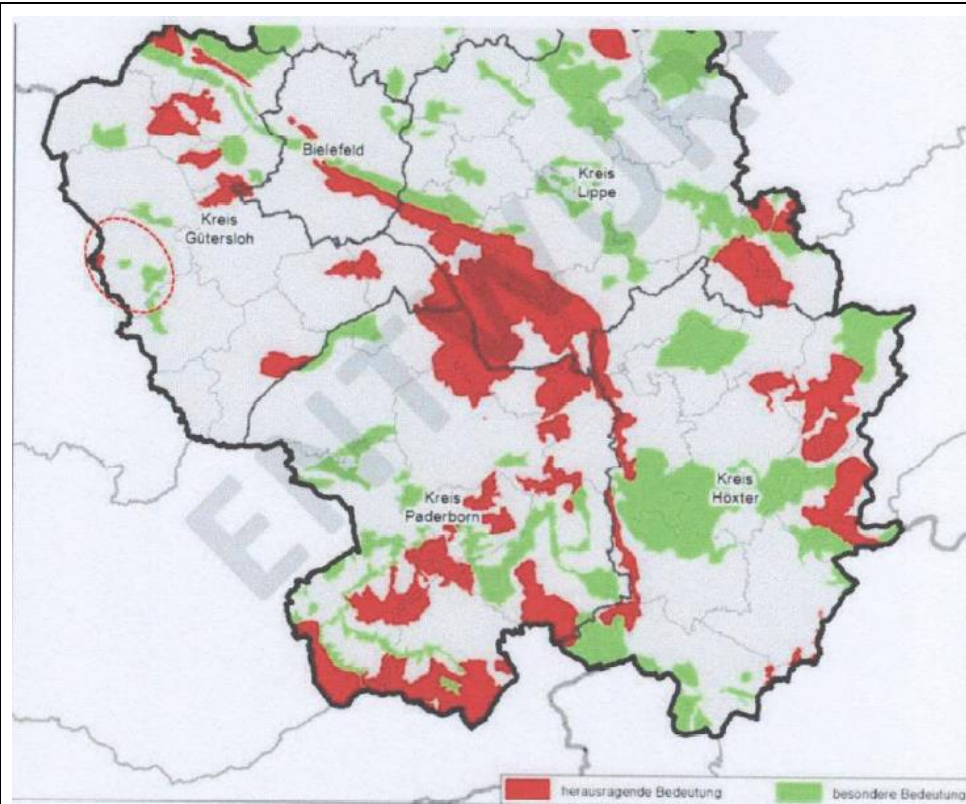 ENTWURF
Bielefeld
Kreis
Lippe
Kreis
Gütersloh
Kreis
Höxter
Kreis
Paderborn
herausragende Bedeutung
besondere Bedeutung